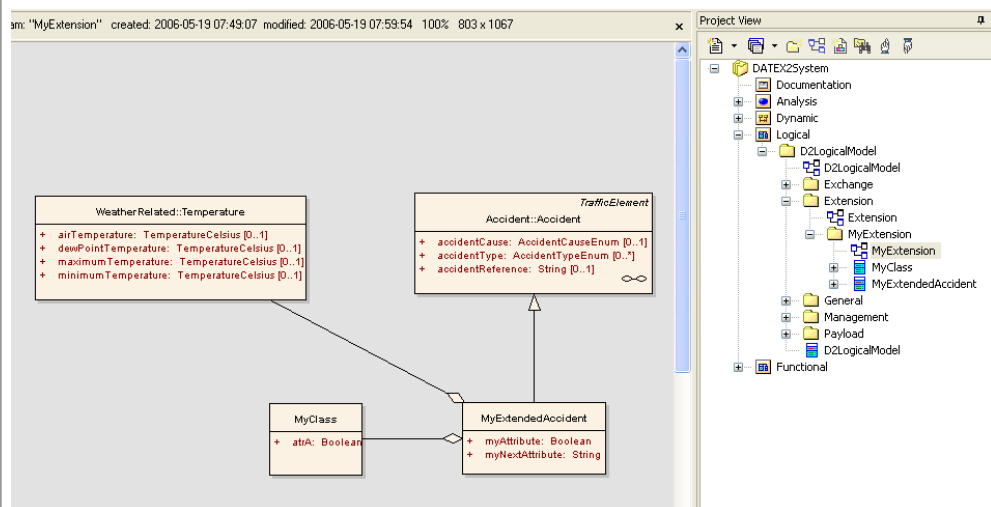 am: "MyExtension" created: 2006-05-19 07:49:07 modified: 2006-05-19 07:59:54 100% 803 x 1067
WeatherRelated::Temperature
+ airTemperature: TemperatureCelsius [0..1]
+ dewPointTemperature: TemperatureCelsius [0..1]
+ maximumTemperature: TemperatureCelsius [0..1]
+ minimumTemperature: TemperatureCelsius [0..1]
TrafficElement
Accident::Accident
+ accidentCause: AccidentCauseEnum [0..1]
+ accidentType: AccidentTypeEnum [0..*]
+ accidentReference: String [0..1]
MyClass
+ atrA: Boolean
MyExtendedAccident
+ myAttribute: Boolean
+ myNextAttribute: String
Project View
DATEX2System
Documentation
Analysis
Dynamic
Logical
D2LogicalModel
D2LogicalModel
Exchange
Extension
Extension
MyExtension
MyExtension
MyClass
MyExtendedAccident
General
Management
Payload
D2LogicalModel
Functional